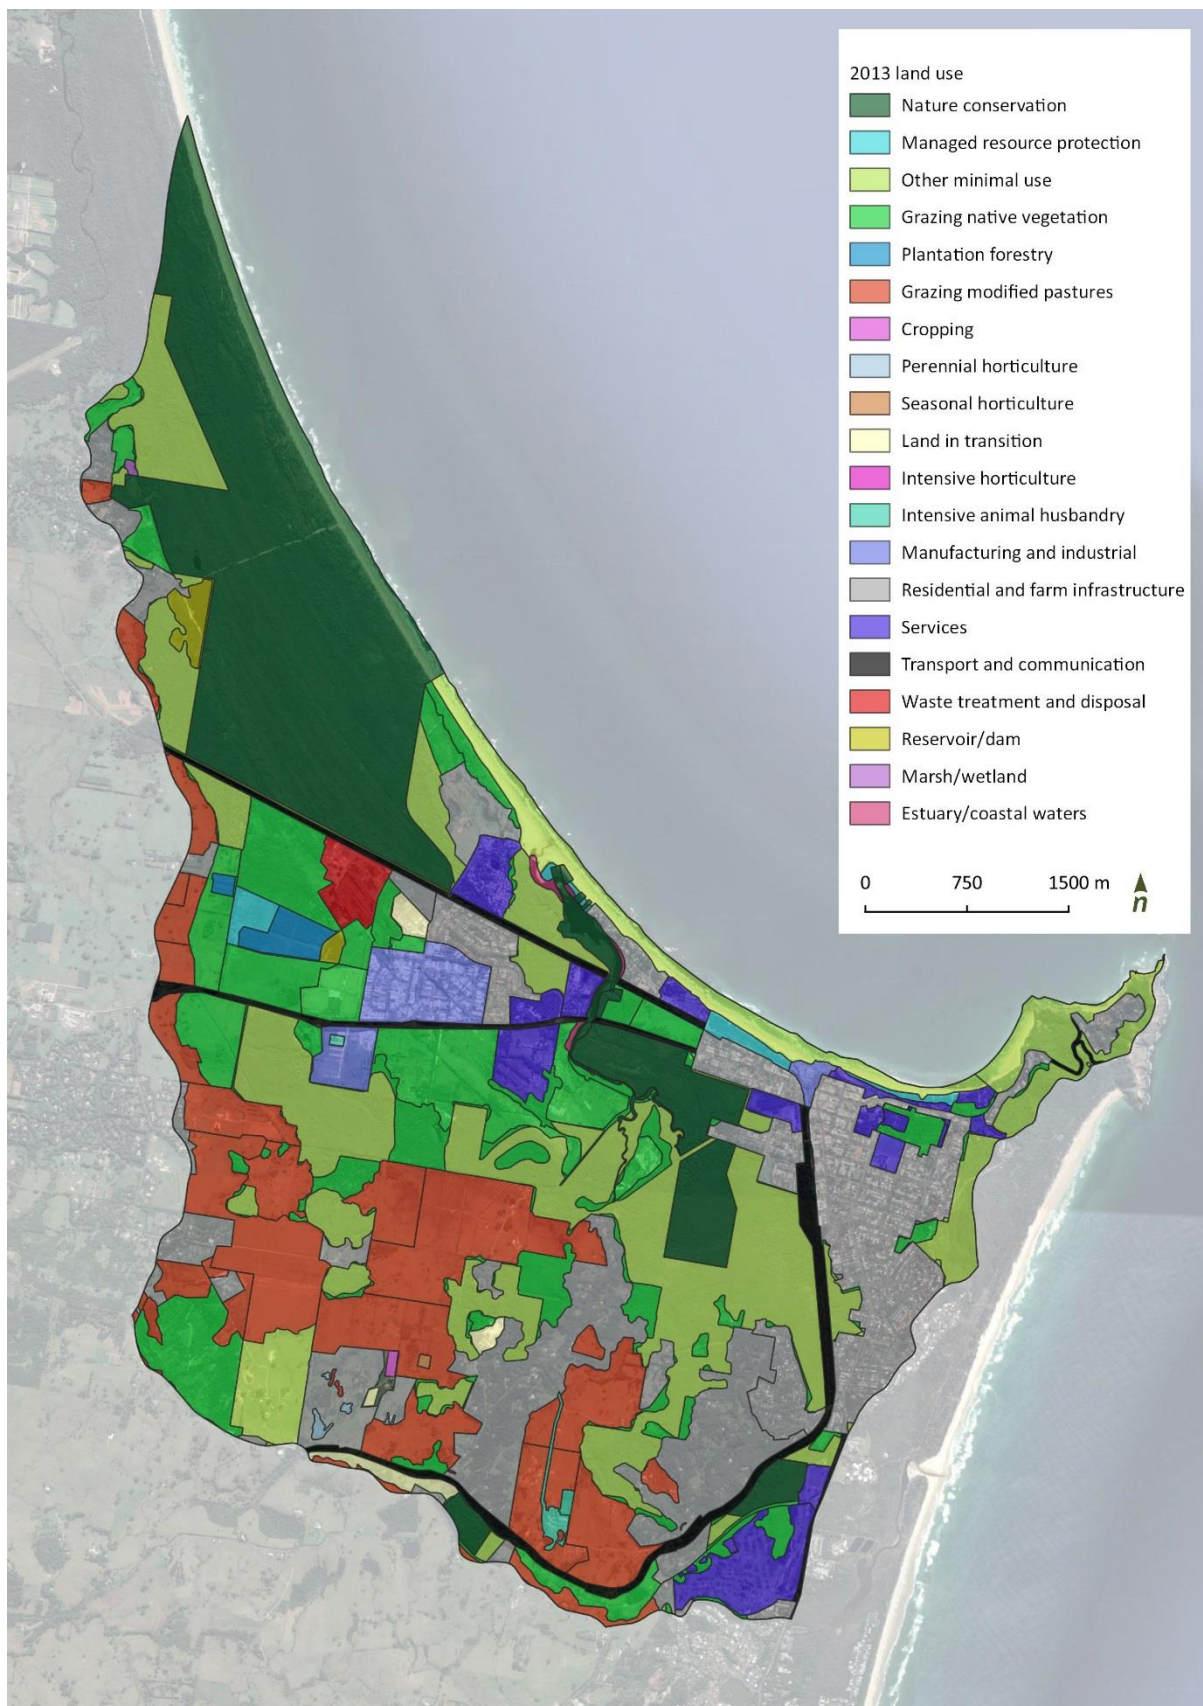 2013 land use
Nature conservation
Managed resource protection
Other minimal use
Grazing native vegetation
Plantation forestry
Grazing modified pastures
Cropping
Perennial horticulture
Seasonal horticulture
Land in transition
Intensive horticulture
Intensive animal husbandry
Manufacturing and industrial
Residential and farm infrastructure
Services
Transport and communication
Waste treatment and disposal
Reservoir/dam
Marsh/wetland
Estuary/coastal waters
0 750 1500 m
n